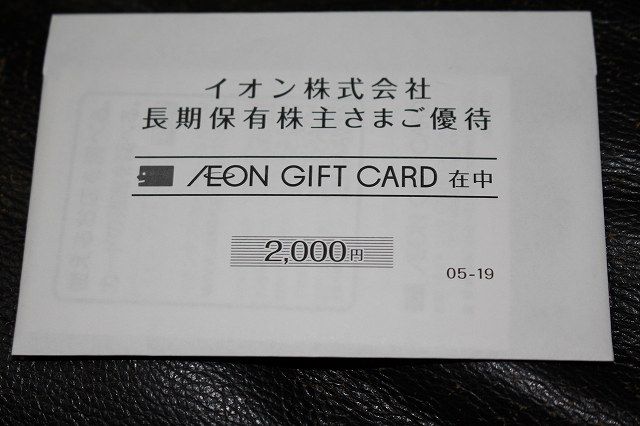 イオン株式会社
長期保有株主さまご優待
ÆON GIFT CARD 在中
2,000円
05-19